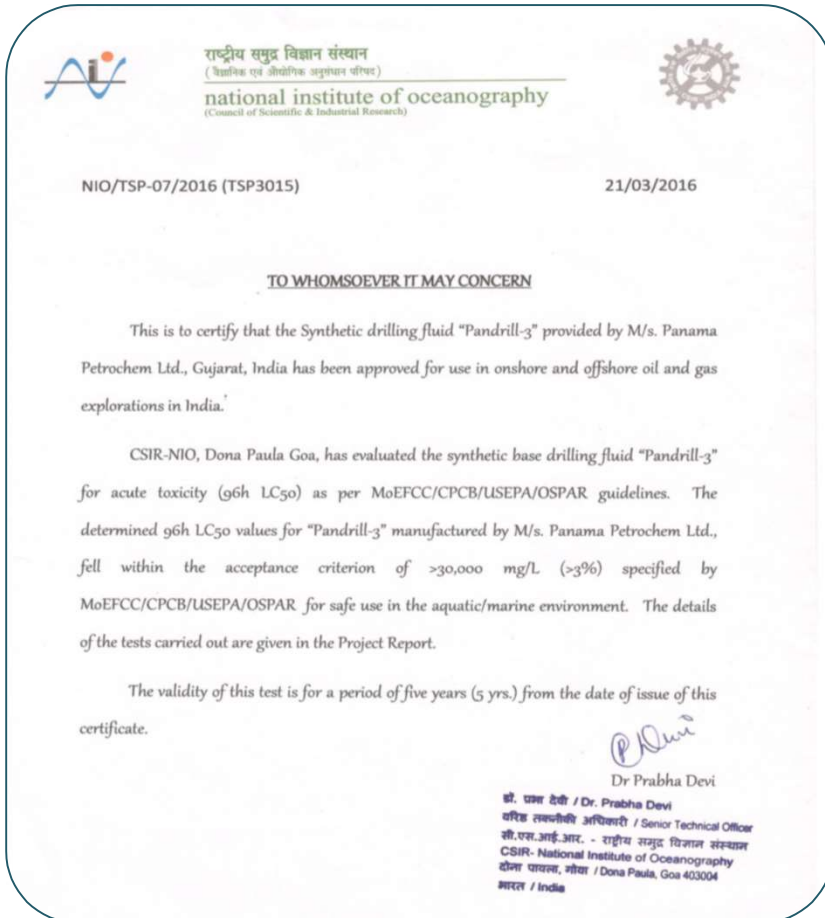 राष्ट्रीय समुद्र विज्ञान संस्थान
( वैज्ञानिक एवं औद्योगिक अनुसंधान परिषद )
national institute of oceanography
(Council of Scientific & Industrial Research)
NIO/TSP-07/2016 (TSP3015) 21/03/2016
TO WHOMSOEVER IT MAY CONCERN
This is to certify that the Synthetic drilling fluid "Pandrill-3" provided by M/s. Panama
Petrochem Ltd., Gujarat, India has been approved for use in onshore and offshore oil and gas
explorations in India.
CSIR-NIO, Dona Paula Goa, has evaluated the synthetic base drilling fluid "Pandrill-3"
for acute toxicity (96h LC50) as per MoEFCC/CPCB/USEPA/OSPAR guidelines. The
determined 96h LC50 values for "Pandrill-3" manufactured by M/s. Panama Petrochem Ltd.,
fell within the acceptance criterion of >30,000 mg/L (>3%) specified by
MoEFCC/CPCB/USEPA/OSPAR for safe use in the aquatic/marine environment. The details
of the tests carried out are given in the Project Report.
The validity of this test is for a period of five years (5 yrs.) from the date of issue of this
certificate.
PDevi
Dr Prabha Devi
डॉ. प्रभा देवी / Dr. Prabha Devi
वरिष्ठ तकनीकी अधिकारी / Senior Technical Officer
सी.एस.आई.आर. - राष्ट्रीय समुद्र विज्ञान संस्थान
CSIR- National Institute of Oceanography
दोना पावला, गोवा / Dona Paula, Goa 403004
भारत / India